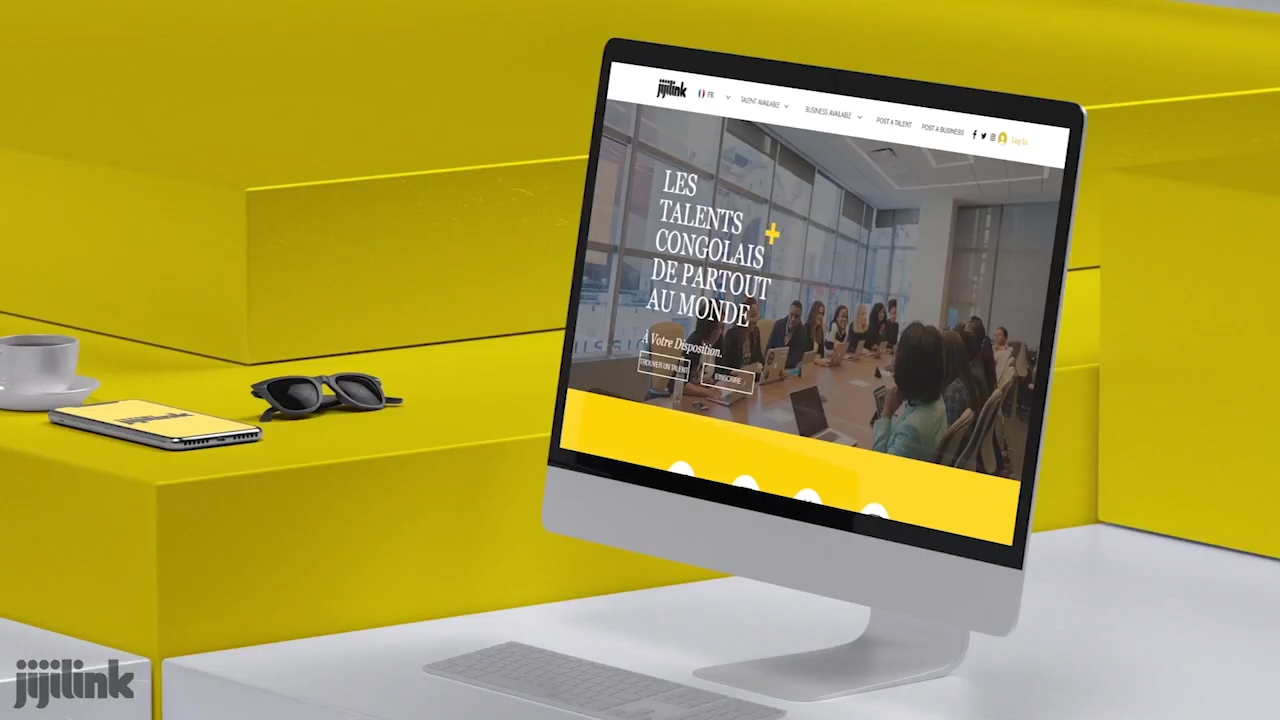 jijilink
FR
TALENT AVAILABLE
BUSINESS AVAILABLE
POST A TALENT
POST A BUSINESS
Log In
LES
TALENTS
CONGOLAIS
DE PARTOUT
AU MONDE
À Votre Disposition.
TROUVER UN TALENT
S'INSCRIRE
jijilink
jijilink